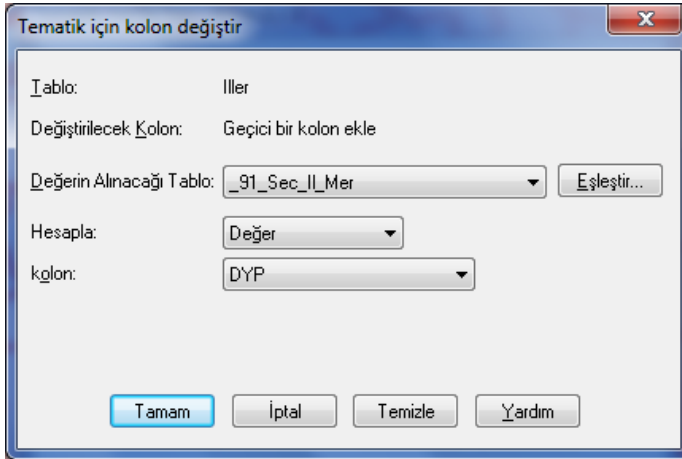 Tematik için kolon değiştir
Tablo: Iller
Değiştirilecek Kolon: Geçici bir kolon ekle
Değerin Alınacağı Tablo: _91_Sec_Il_Mer Eşleştir...
Hesapla: Değer
kolon: DYP
Tamam İptal Temizle Yardım